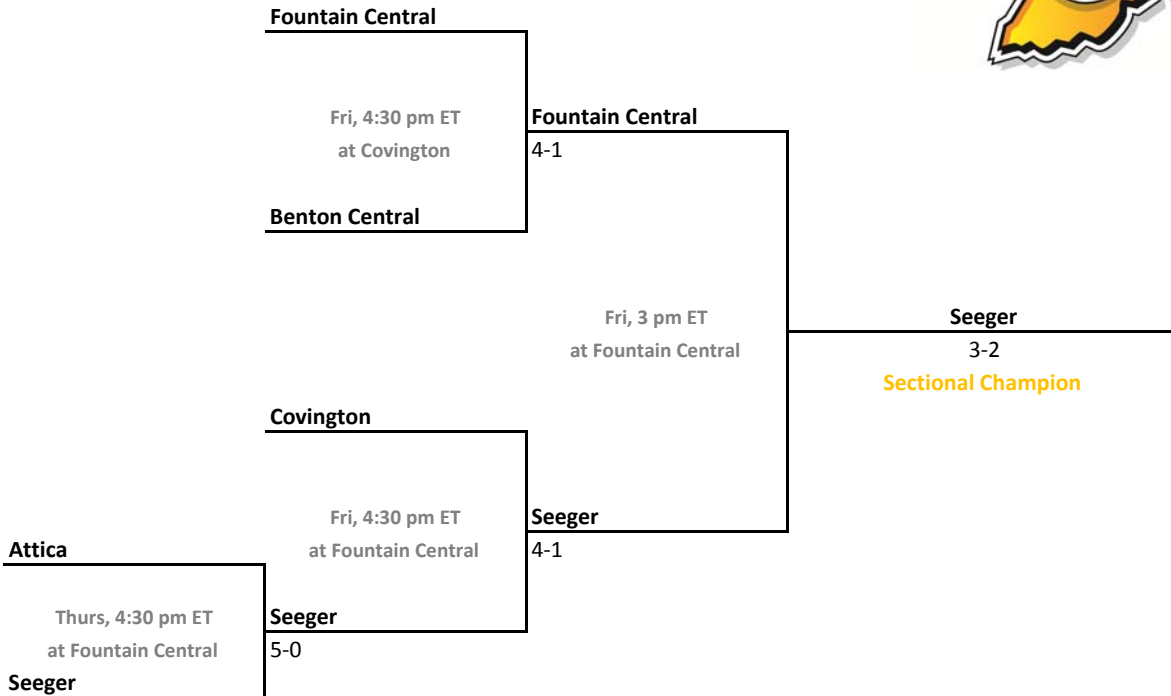 Fountain Central
Fri, 4:30 pm ET
at Covington
Fountain Central
4-1
Benton Central
Fri, 3 pm ET
at Fountain Central
Seeger
3-2
Sectional Champion
Covington
Fri, 4:30 pm ET
at Fountain Central
Seeger
4-1
Attica
Thurs, 4:30 pm ET
at Fountain Central
Seeger
5-0
Seeger